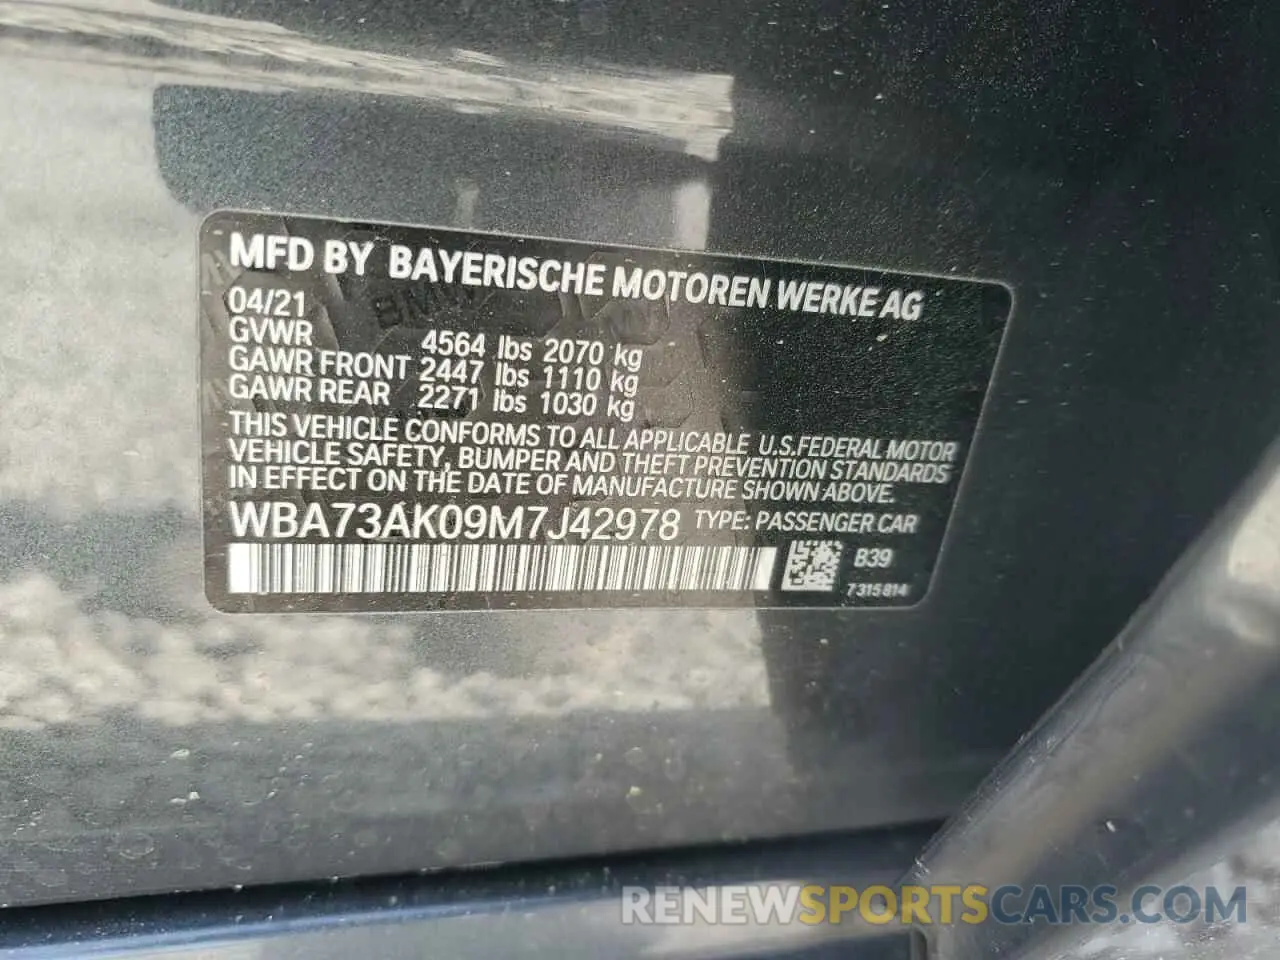 MFD BY BAYERISCHE MOTOREN WERKE AG
04/21
GVWR 4564 lbs 2070 kg
GAWR FRONT 2447 lbs 1110 kg
GAWR REAR 2271 lbs 1030 kg
THIS VEHICLE CONFORMS TO ALL APPLICABLE U.S.FEDERAL MOTOR
VEHICLE SAFETY, BUMPER AND THEFT PREVENTION STANDARDS
IN EFFECT ON THE DATE OF MANUFACTURE SHOWN ABOVE.
WBA73AK09M7J42978 TYPE: PASSENGER CAR
B39
7315814
RENEWSPORTSCARS.COM